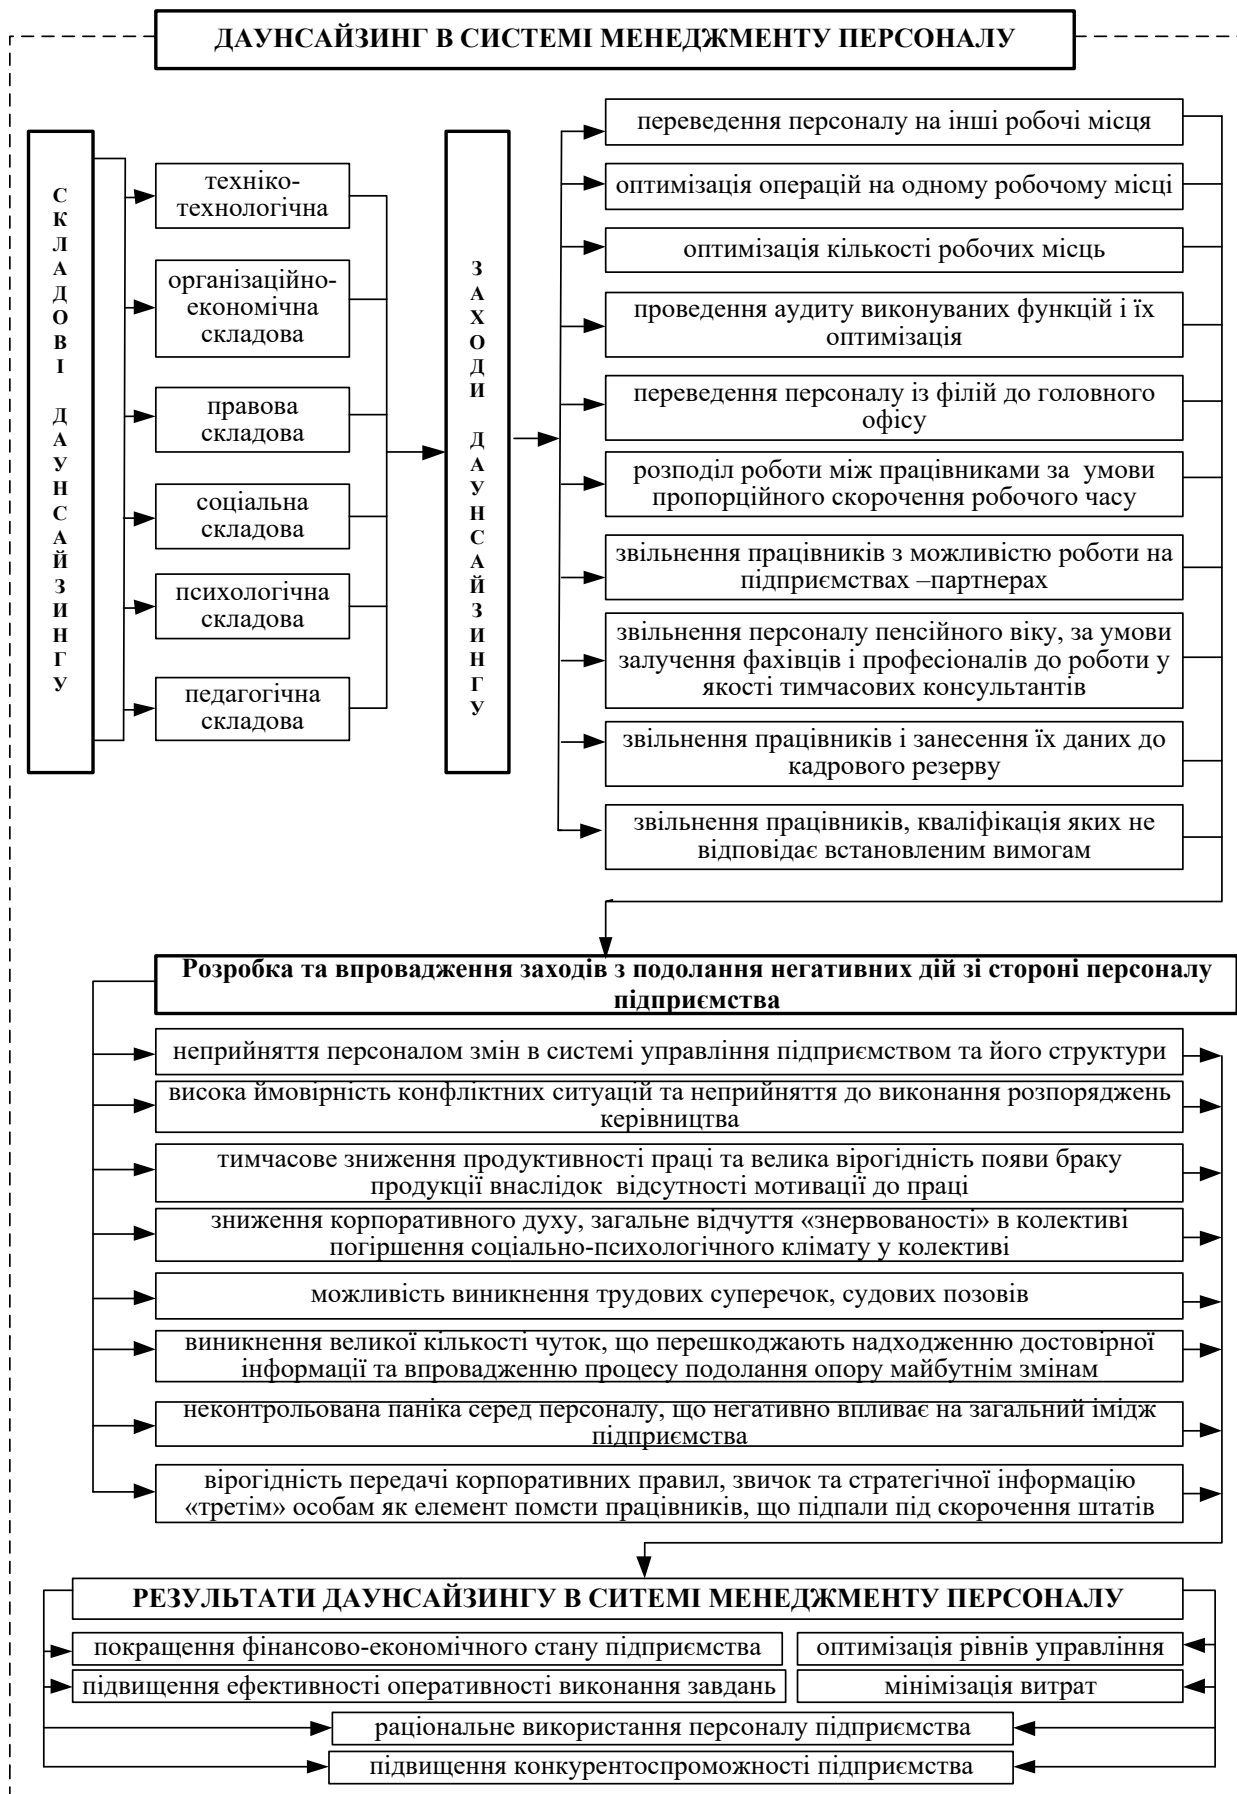 ДАУНСАЙЗИНГ В СИСТЕМІ МЕНЕДЖМЕНТУ ПЕРСОНАЛУ
СКЛАДОВІ ДАУНСАЙЗИНГУ
техніко-
технологічна
організаційно-
економічна
складова
правова
складова
соціальна
складова
психологічна
складова
педагогічна
складова
ЗАХОДИ ДАУНСАЙЗИНГУ
переведення персоналу на інші робочі місця
оптимізація операцій на одному робочому місці
оптимізація кількості робочих місць
проведення аудиту виконуваних функцій і їх
оптимізація
переведення персоналу із філій до головного
офісу
розподіл роботи між працівниками за умови
пропорційного скорочення робочого часу
звільнення працівників з можливістю роботи на
підприємствах –партнерах
звільнення персоналу пенсійного віку, за умови
залучення фахівців і професіоналів до роботи у
якості тимчасових консультантів
звільнення працівників і занесення їх даних до
кадрового резерву
звільнення працівників, кваліфікація яких не
відповідає встановленим вимогам
Розробка та впровадження заходів з подолання негативних дій зі стороні персоналу
підприємства
неприйняття персоналом змін в системі управління підприємством та його структури
висока ймовірність конфліктних ситуацій та неприйняття до виконання розпоряджень
керівництва
тимчасове зниження продуктивності праці та велика вірогідність появи браку
продукції внаслідок відсутності мотивації до праці
зниження корпоративного духу, загальне відчуття «знервованості» в колективі
погіршення соціально-психологічного клімату у колективі
можливість виникнення трудових суперечок, судових позовів
виникнення великої кількості чуток, що перешкоджають надходженню достовірної
інформації та впровадженню процесу подолання опору майбутнім змінам
неконтрольована паніка серед персоналу, що негативно впливає на загальний імідж
підприємства
вірогідність передачі корпоративних правил, звичок та стратегічної інформацію
«третім» особам як елемент помсти працівників, що підпали під скорочення штатів
РЕЗУЛЬТАТИ ДАУНСАЙЗИНГУ В СИТЕМІ МЕНЕДЖМЕНТУ ПЕРСОНАЛУ
покращення фінансово-економічного стану підприємства
оптимізація рівнів управління
підвищення ефективності оперативності виконання завдань
мінімізація витрат
раціональне використання персоналу підприємства
підвищення конкурентоспроможності підприємства